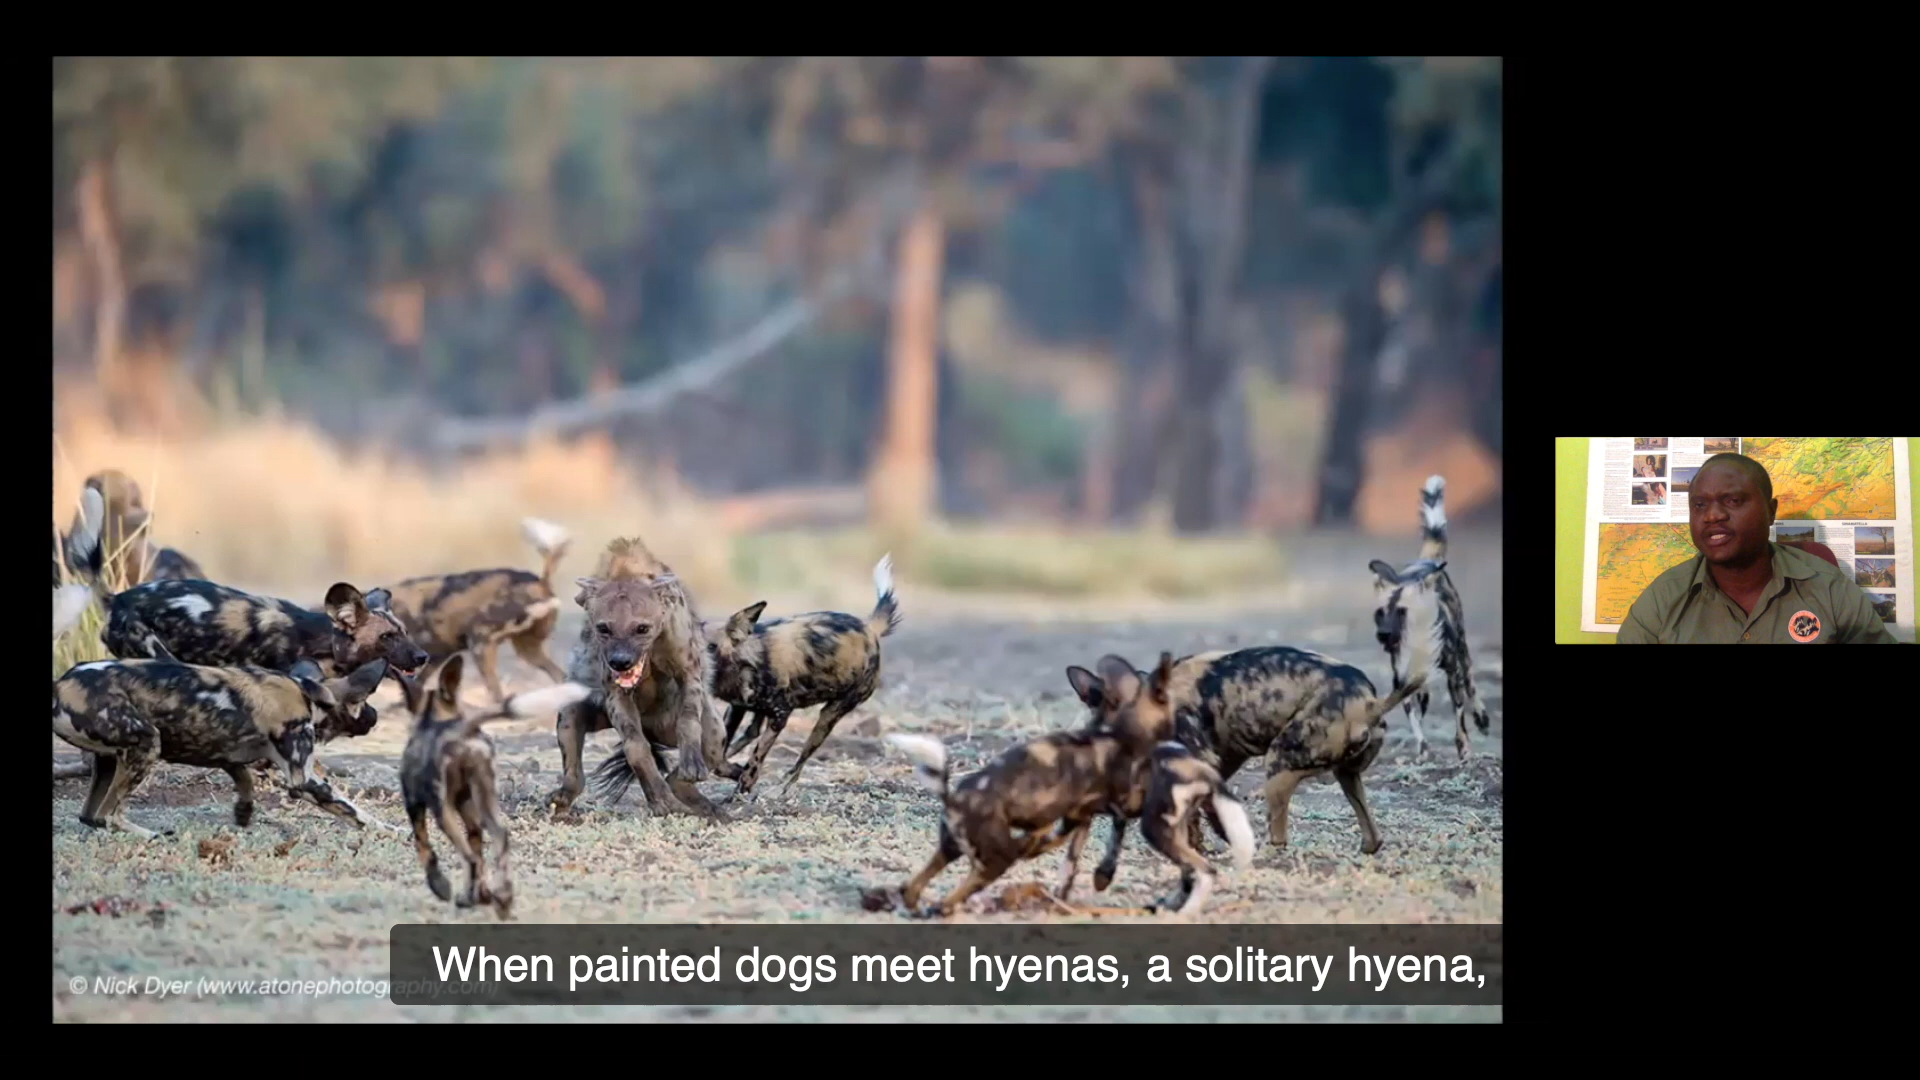 When painted dogs meet hyenas, a solitary hyena,
© Nick Dyer (www.atonephotography.com)